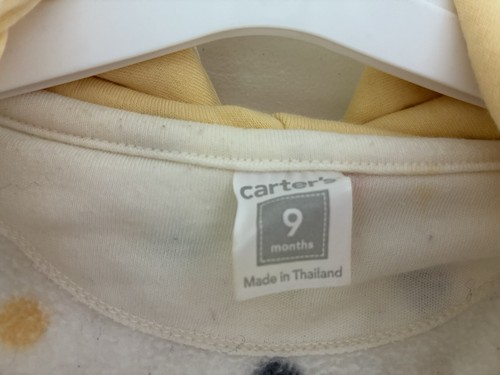 carter's
9
months
Made in Thailand